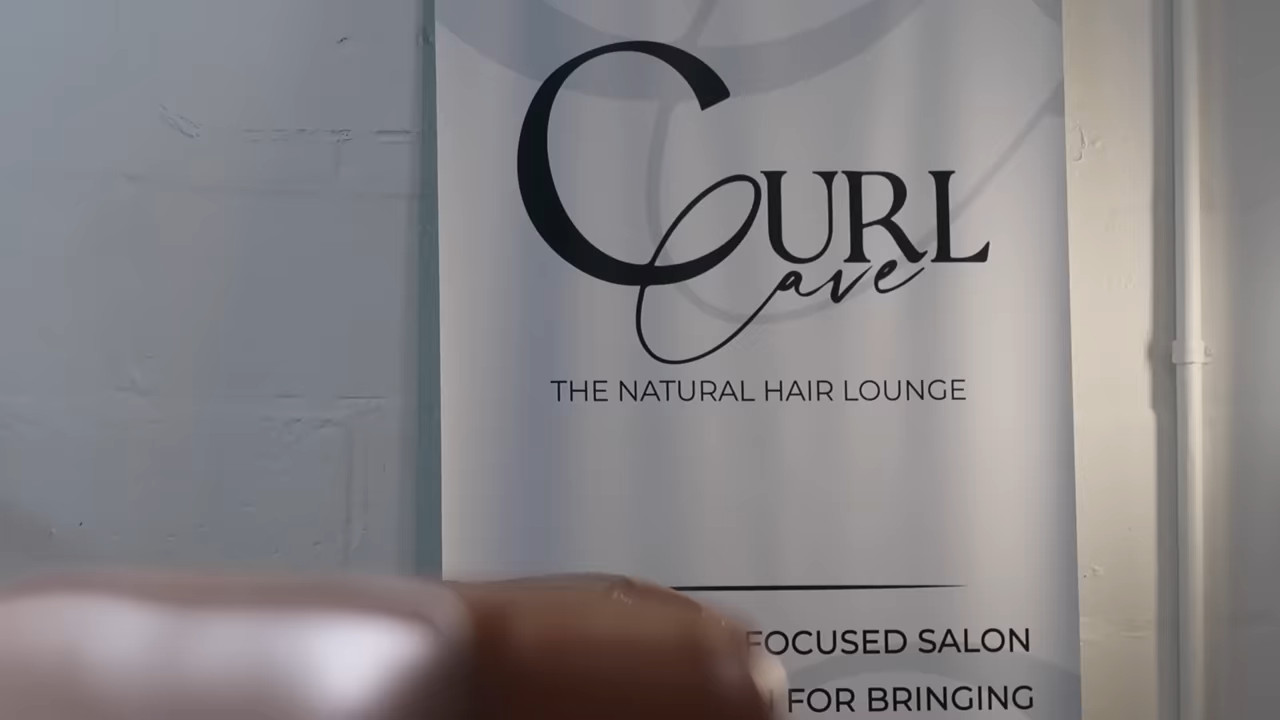 CURL
Cave
THE NATURAL HAIR LOUNGE
FOCUSED SALON
FOR BRINGING